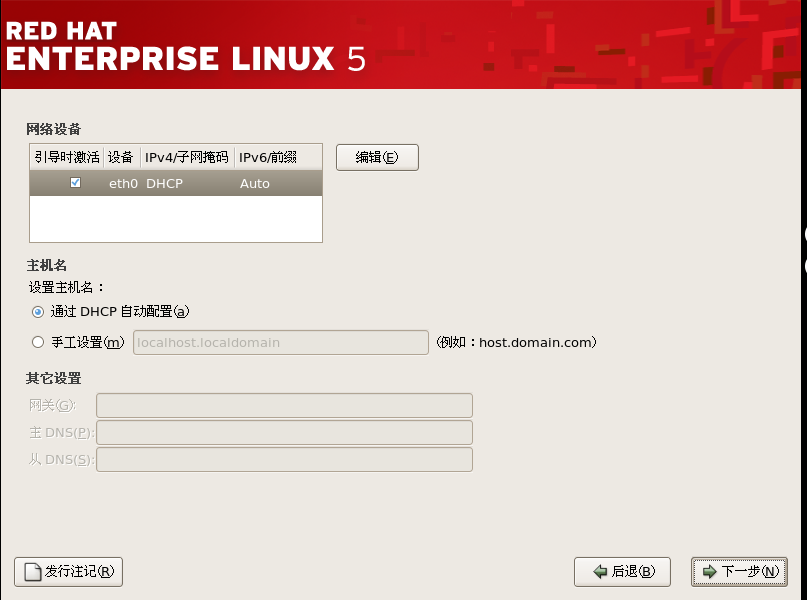 RED HAT
ENTERPRISE LINUX 5
网络设备
引导时激活 设备 IPv4/子网掩码 IPv6/前缀
eth0 DHCP Auto
编辑(E)
主机名
设置主机名：
通过 DHCP 自动配置(a)
手工设置(m) localhost.localdomain (例如：host.domain.com)
其它设置
网关(G):
主 DNS(P):
从 DNS(S):
发行注记(R) 后退(B) 下一步(N)